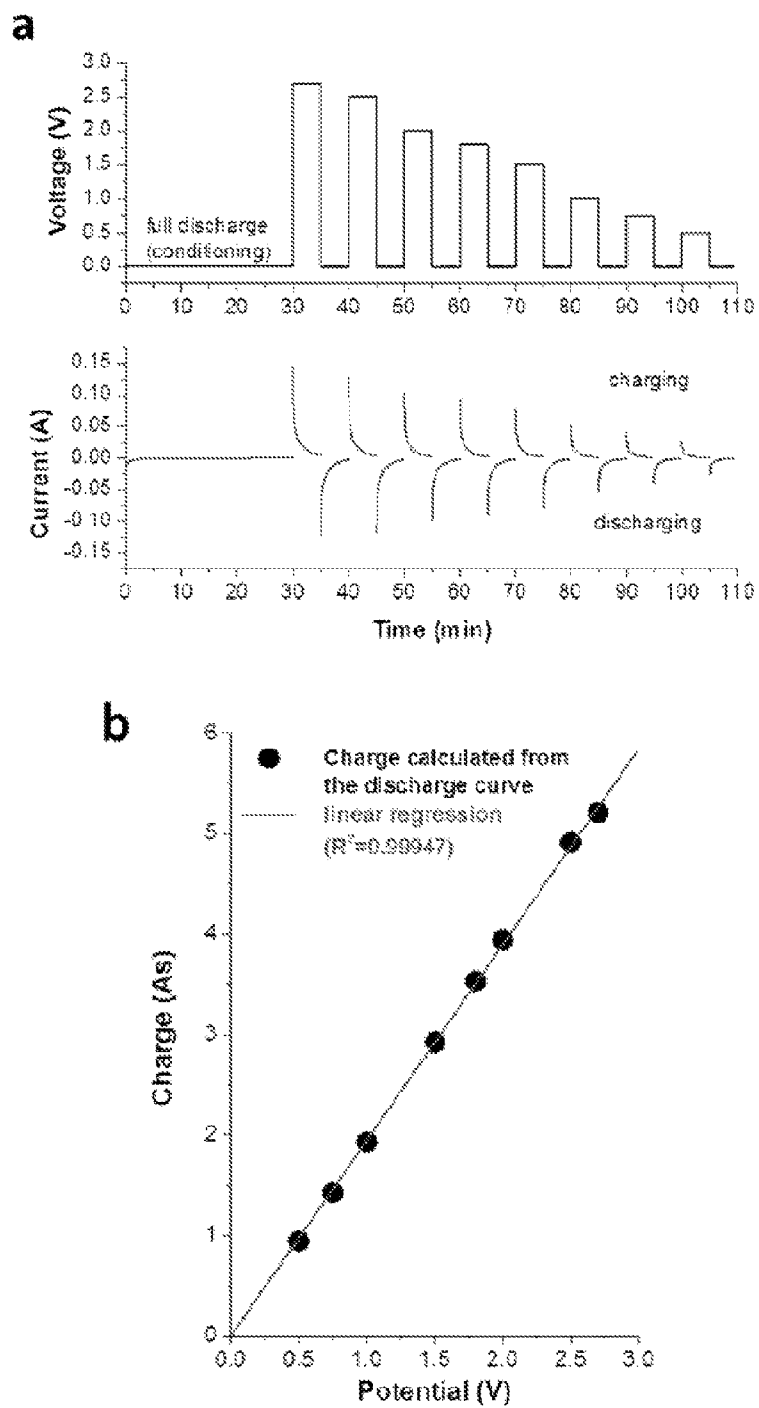 a
3.0
2.5
2.0
1.5
1.0
0.5
0.0
Voltage (V)
full discharge
(conditioning)
0 10 20 30 40 50 60 70 80 90 100 110
0.15
0.10
0.05
0.00
-0.05
-0.10
-0.15
Current (A)
charging
discharging
0 10 20 30 40 50 60 70 80 90 100 110
Time (min)
b
6
5
4
3
2
1
0
Charge (As)
Charge calculated from
the discharge curve
linear regression
(R²=0.99947)
0.0 0.5 1.0 1.5 2.0 2.5 3.0
Potential (V)